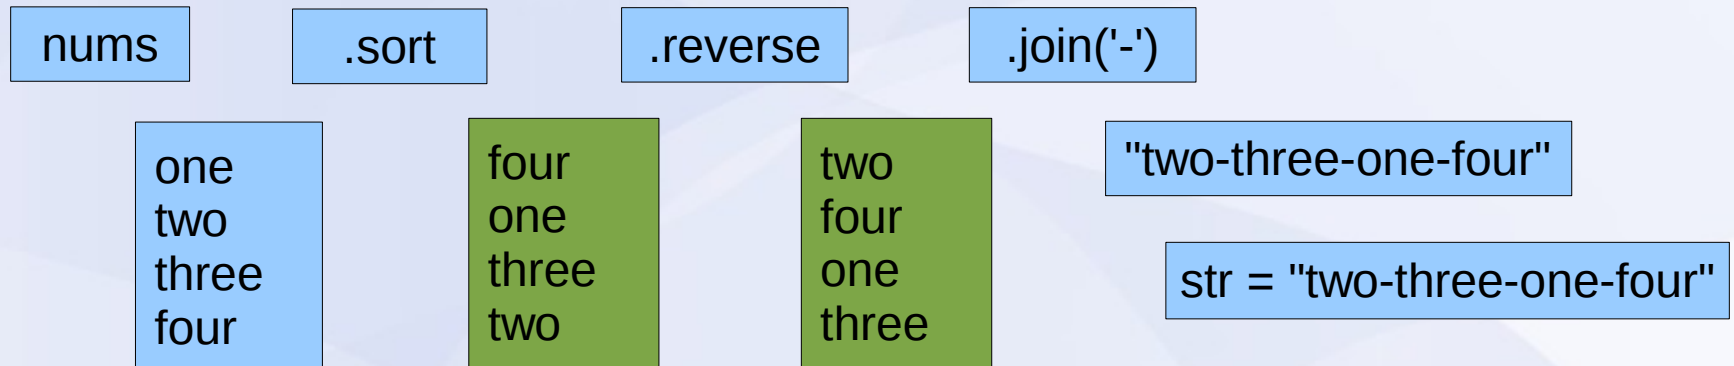 nums
.sort
.reverse
.join('-')
one
two
three
four
four
one
three
two
two
four
one
three
"two-three-one-four"
str = "two-three-one-four"